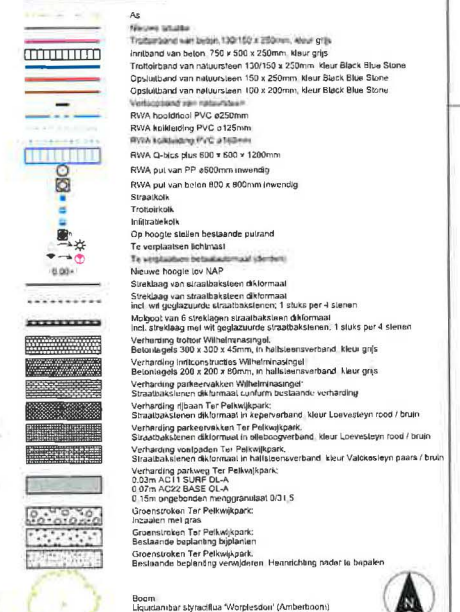 As
Nieuwe situatie
Trottoirband van beton 130/150 x 250mm, kleur grijs
Inritband van beton, 750 x 500 x 250mm, kleur grijs
Trottoirband van natuursteen 130/150 x 250mm, kleur Black Blue Stone
Opsluitband van natuursteen 150 x 250mm, kleur Black Blue Stone
Opsluitband van natuursteen 100 x 200mm, kleur Black Blue Stone
van natuursteen
RWA hoofdriool PVC ø250mm
RWA kolkleiding PVC ø125mm
RWA kolkleiding PVC ø160mm
RWA Q-bics plus 600 x 600 x 1200mm
RWA put van PP ø600mm inwendig
RWA put van beton 800 x 800mm inwendig
Straatkolk
Trottoirkolk
Infiltratiekolk
Op hoogte stellen bestaande putrand
Te verplaatsen lichtmast
Te verplaatsen betaalautomaat (derden)
0.00+ Nieuwe hoogte tov NAP
Streklaag van straatbaksteen dikformaat
Streklaag van straatbaksteen dikformaat
incl. wit geglazuurde straatbakstenen; 1 stuks per 4 stenen
Molgoot van 6 streklagen straatbaksteen dikformaat
Incl. streklaag met wit geglazuurde straatbakstenen; 1 stuks per 4 stenen
Verharding trottoir Wilhelminasingel:
Betontegels 300 x 300 x 45mm, in halfsteensverband, kleur grijs
Verharding inritconstructies Wilhelminasingel:
Betontegels 200 x 200 x 80mm, in halfsteensverband, kleur grijs
Verharding parkeervakken Wilhelminasingel:
Straatbakstenen dikformaat conform bestaande verharding
Verharding rijbaan Ter Pelkwijkpark:
Straatbakstenen dikformaat in keperverband, kleur Loevesteyn rood / bruin
Verharding parkeervakken Ter Pelkwijkpark:
Straatbakstenen dikformaat in elleboogverband, kleur Loevesteyn rood / bruin
Verharding voetpaden Ter Pelkwijkpark:
Straatbakstenen dikformaat in halfsteensverband, kleur Valckesteyn paars / bruin
Verharding parkweg Ter Pelkwijkpark:
0.03m AC11 SURF DL-A
0.07m AC22 BASE OL-A
0.15m ongebonden menggranulaat 0/31,5
Groenstroken Ter Pelkwijkpark:
Inzaaien met gras
Groenstroken Ter Pelkwijkpark:
Bestaande beplanting bijplanten
Groenstroken Ter Pelkwijkpark:
Bestaande beplanting verwijderen. Herinrichting nader te bepalen
Boom
Liquidambar styraciflua 'Worplesdon' (Amberboom)
N